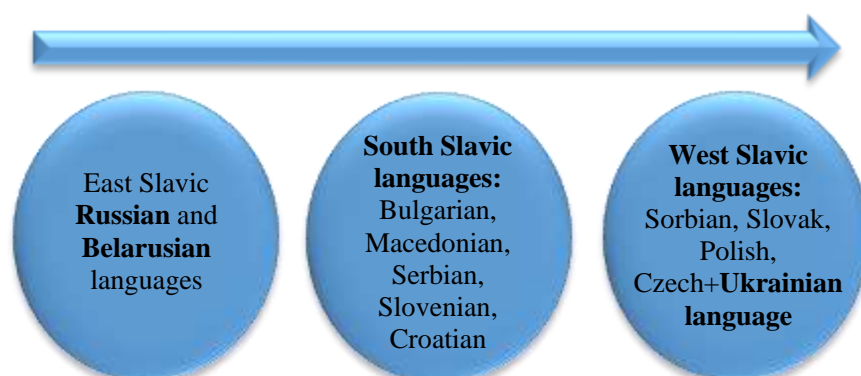 East Slavic
Russian and
Belarusian
languages
South Slavic
languages:
Bulgarian,
Macedonian,
Serbian,
Slovenian,
Croatian
West Slavic
languages:
Sorbian, Slovak,
Polish,
Czech+Ukrainian
language